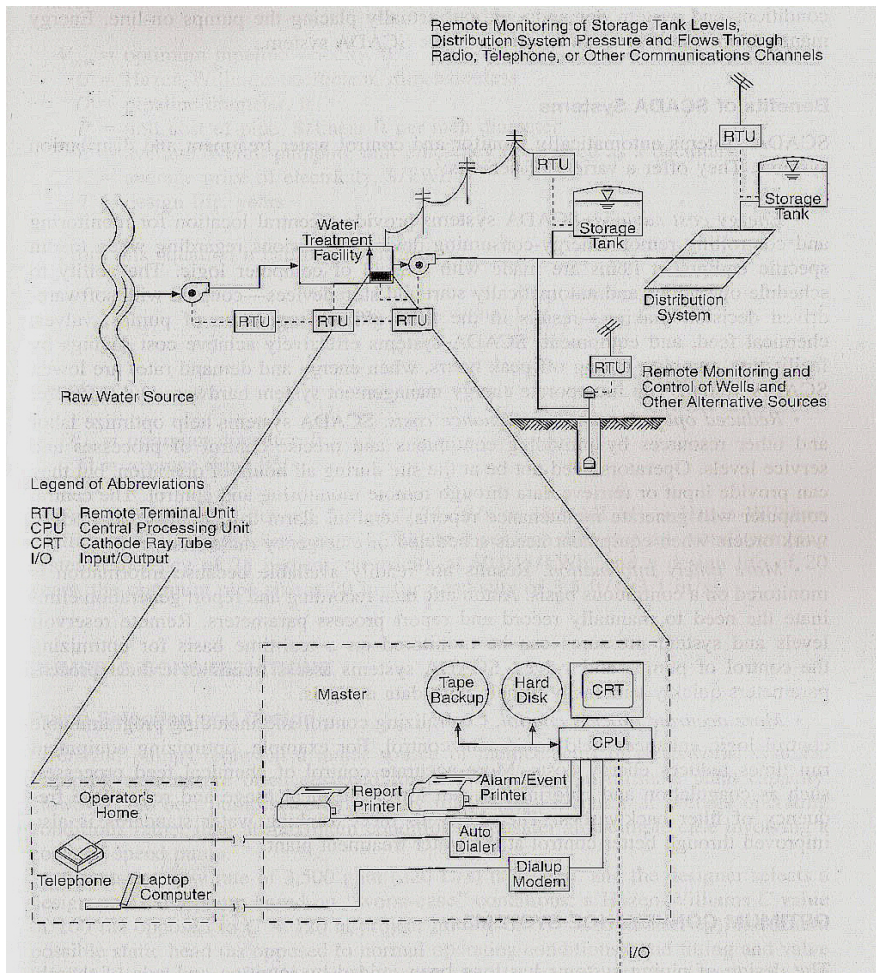 Remote Monitoring of Storage Tank Levels,
Distribution System Pressure and Flows Through
Radio, Telephone, or Other Communications Channels
RTU
RTU
Storage
Tank
Storage
Tank
Water
Treatment
Facility
Distribution
System
RTU
RTU
RTU
RTU
Remote Monitoring and
Control of Wells and
Other Alternative Sources
Raw Water Source
Legend of Abbreviations
RTU Remote Terminal Unit
CPU Central Processing Unit
CRT Cathode Ray Tube
I/O Input/Output
Master
Tape
Backup
Hard
Disk
CRT
CPU
Report
Printer
Alarm/Event
Printer
Operator's
Home
Auto
Dialer
Telephone
Laptop
Computer
Dialup
Modem
I/O